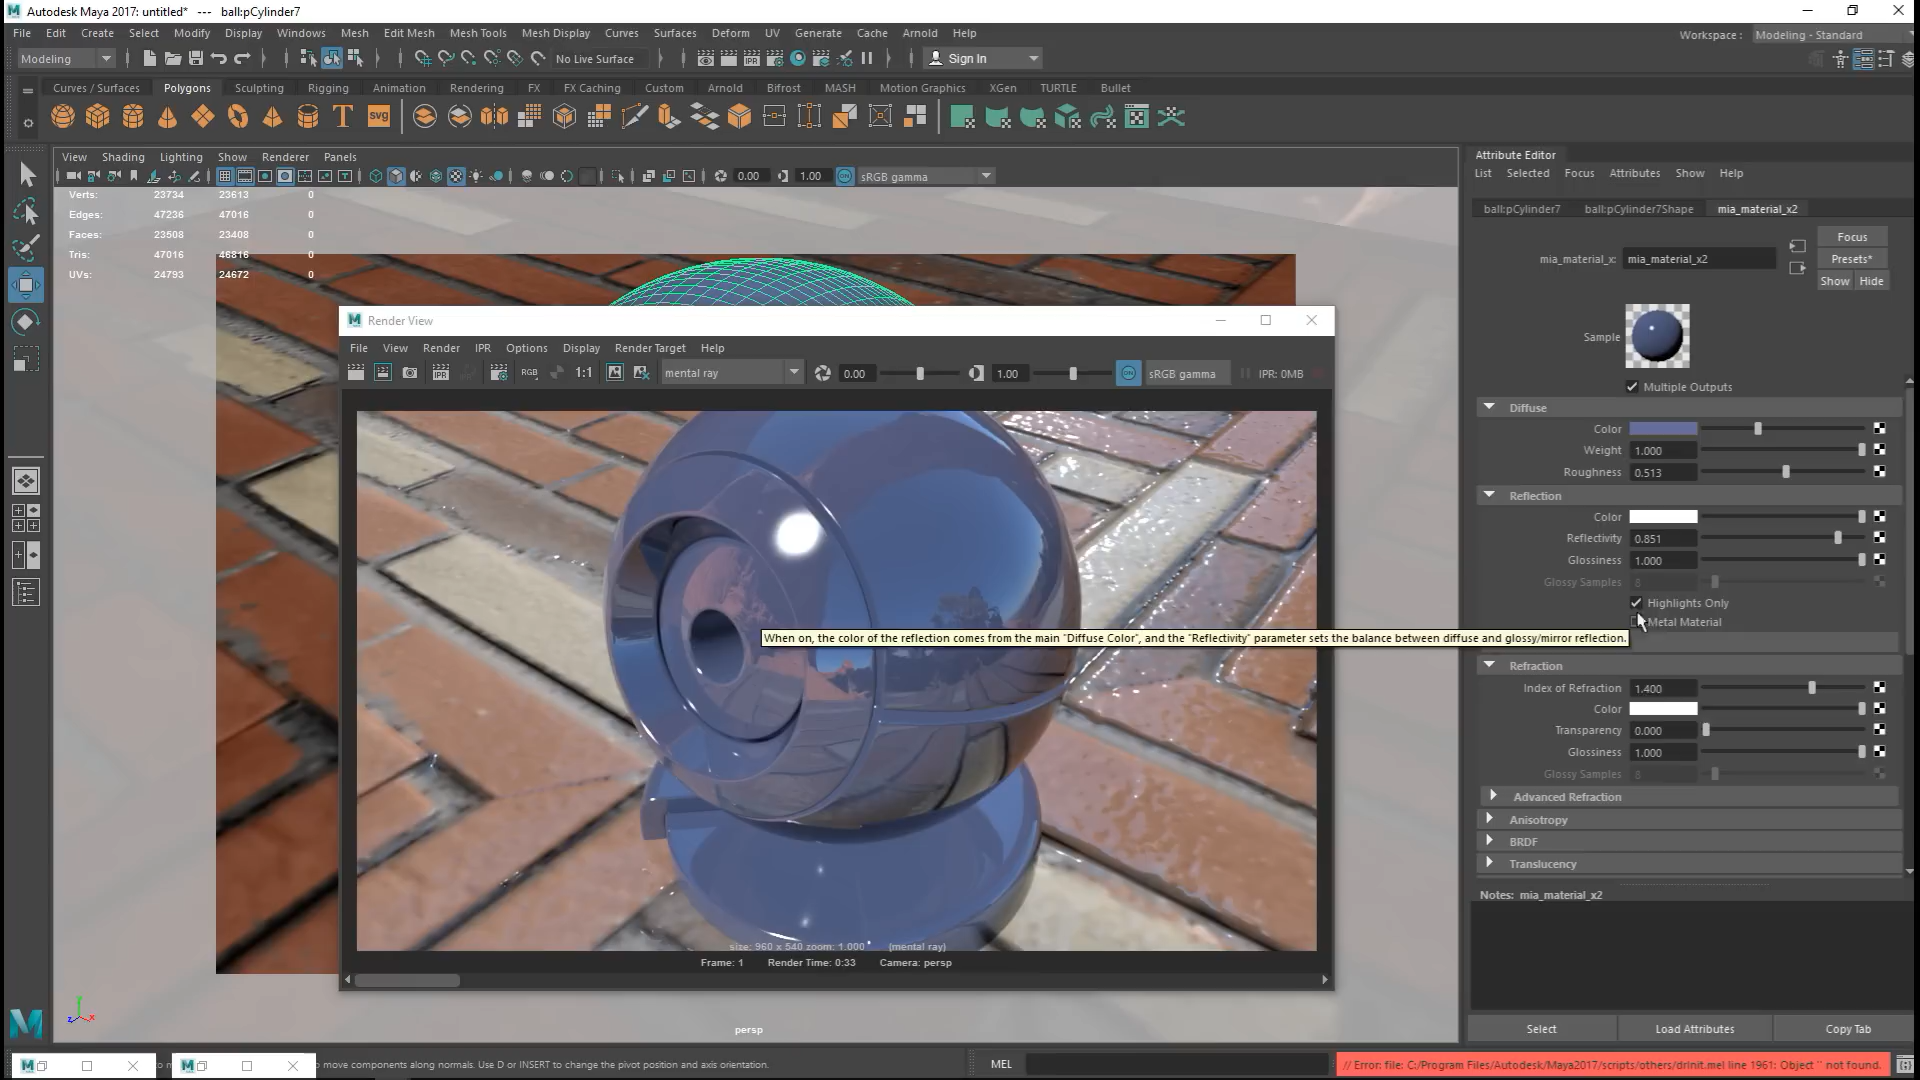 Autodesk Maya 2017: untitled*   ---   ball:pCylinder7
File Edit Create Select Modify Display Windows Mesh Edit Mesh Mesh Tools Mesh Display Curves Surfaces Deform UV Generate Cache Arnold Help
Workspace : Modeling - Standard
Modeling No Live Surface Sign In
Curves / Surfaces Polygons Sculpting Rigging Animation Rendering FX FX Caching Custom Arnold Bifrost MASH Motion Graphics XGen TURTLE Bullet
T svg
View Shading Lighting Show Renderer Panels
0.00 1.00 ON sRGB gamma
Verts: 23734 23613 0
Edges: 47236 47016 0
Faces: 23508 23408 0
Tris: 47016 46816 0
UVs: 24793 24672 0
Render View
File View Render IPR Options Display Render Target Help
IPR RGB 1:1 mental ray 0.00 1.00 ON sRGB gamma IPR: 0MB
When on, the color of the reflection comes from the main "Diffuse Color", and the "Reflectivity" parameter sets the balance between diffuse and glossy/mirror reflection.
size: 960 x 540 zoom: 1.000 (mental ray)
Frame: 1 Render Time: 0:33 Camera: persp
persp
Attribute Editor
List Selected Focus Attributes Show Help
ball:pCylinder7 ball:pCylinder7Shape mia_material_x2
Focus
mia_material_x: mia_material_x2 Presets*
Show Hide
Sample
Multiple Outputs
Diffuse
Color
Weight 1.000
Roughness 0.513
Reflection
Color
Reflectivity 0.851
Glossiness 1.000
Glossy Samples 8
Highlights Only
Metal Material
Refraction
Index of Refraction 1.400
Color
Transparency 0.000
Glossiness 1.000
Glossy Samples 8
Advanced Refraction
Anisotropy
BRDF
Translucency
Notes: mia_material_x2
Select Load Attributes Copy Tab
move components along normals. Use D or INSERT to change the pivot position and axis orientation.
MEL
// Error: file: C:/Program Files/Autodesk/Maya2017/scripts/others/drInit.mel line 1961: Object '' not found.